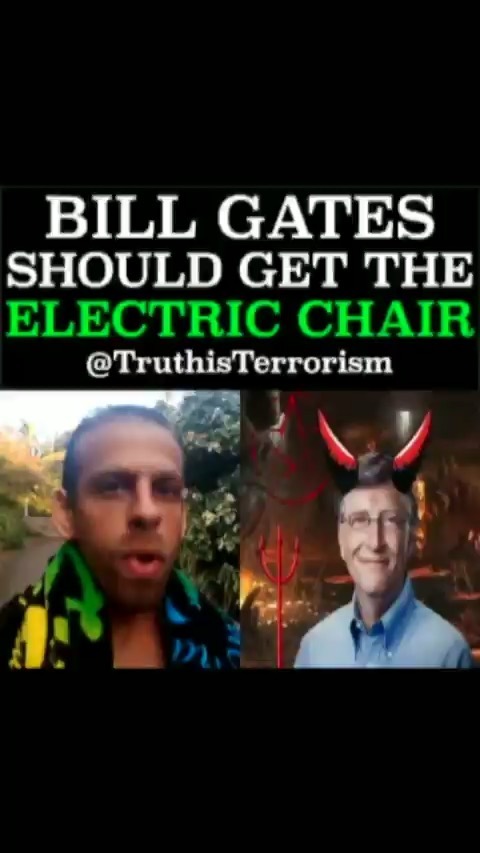 BILL GATES
SHOULD GET THE
ELECTRIC CHAIR
@TruthisTerrorism